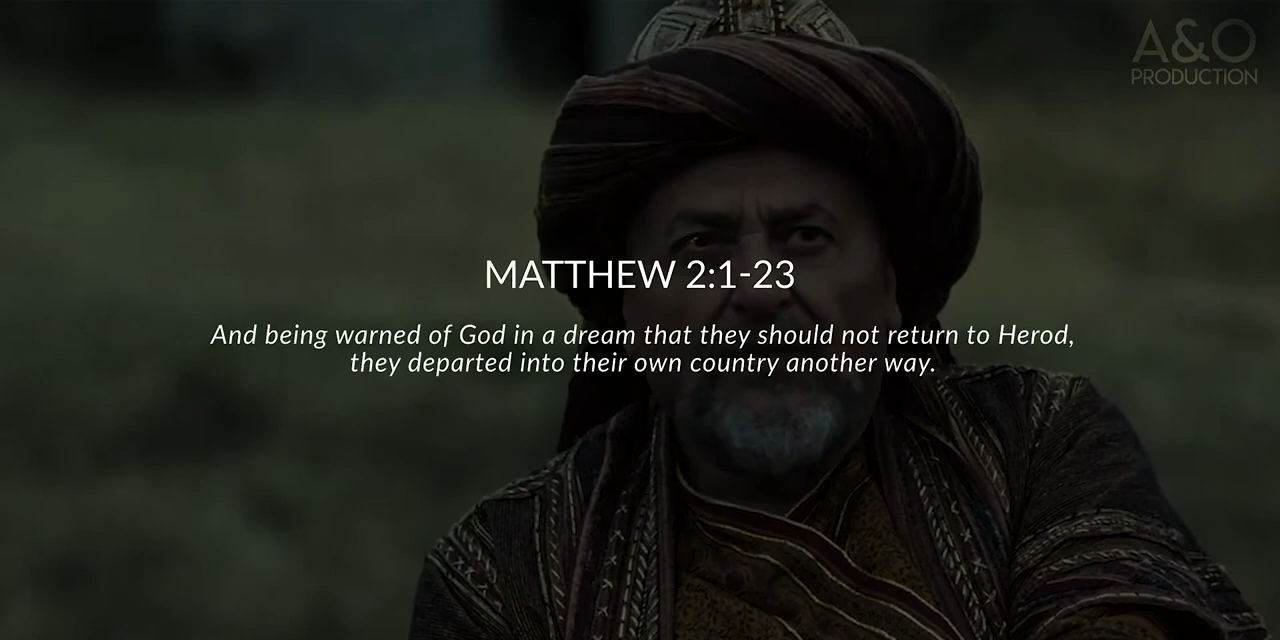 A&O
PRODUCTION
MATTHEW 2:1-23
And being warned of God in a dream that they should not return to Herod,
they departed into their own country another way.